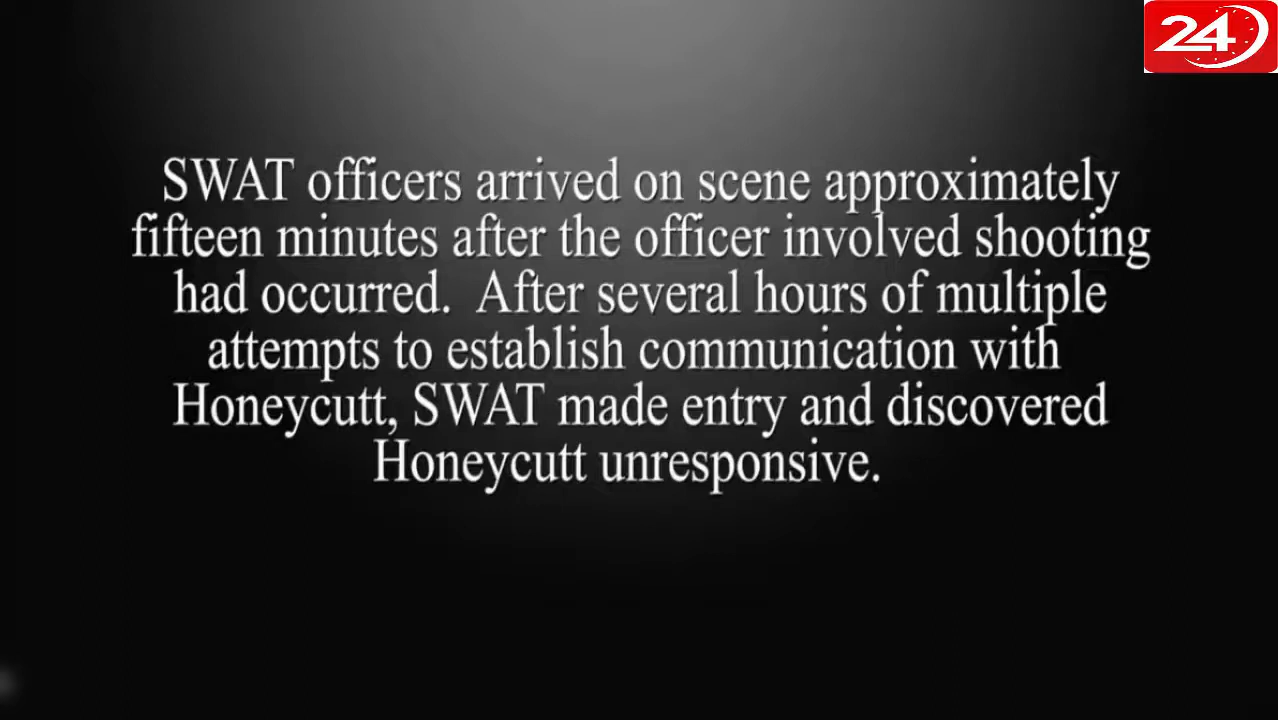 24
SWAT officers arrived on scene approximately
fifteen minutes after the officer involved shooting
had occurred.  After several hours of multiple
attempts to establish communication with
Honeycutt, SWAT made entry and discovered
Honeycutt unresponsive.